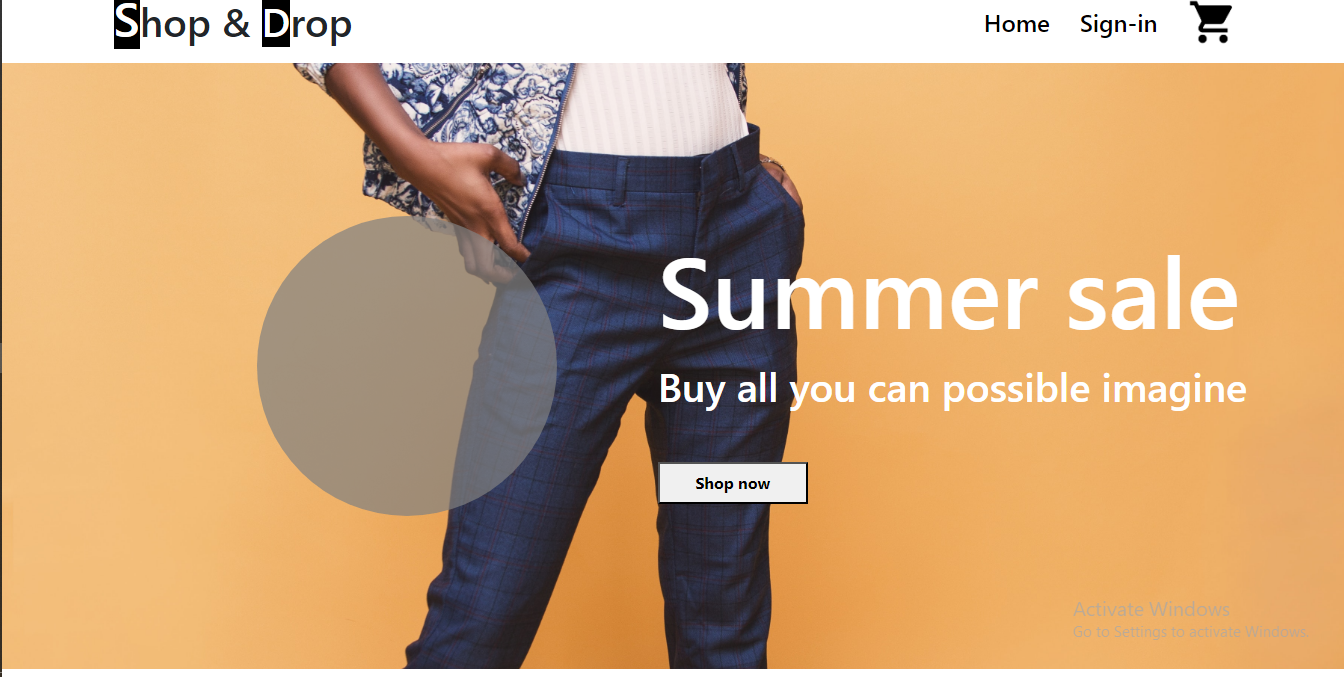 Shop & Drop
Home Sign-in
Summer sale
Buy all you can possible imagine
Shop now
Activate Windows
Go to Settings to activate Windows.